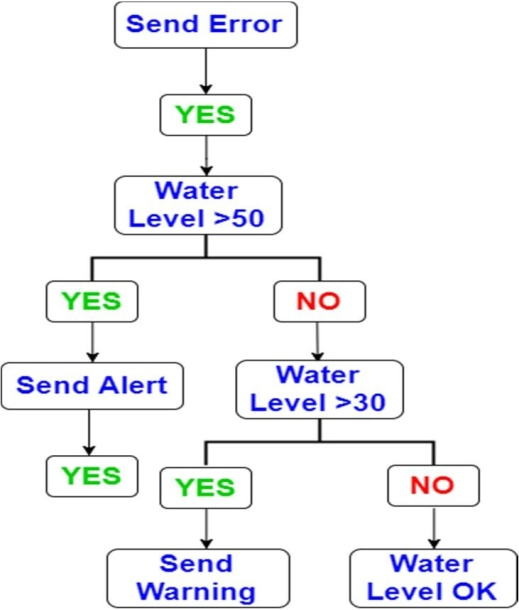 Send Error
YES
Water
Level >50
YES
NO
Send Alert
Water
Level >30
YES
YES
NO
Send
Warning
Water
Level OK